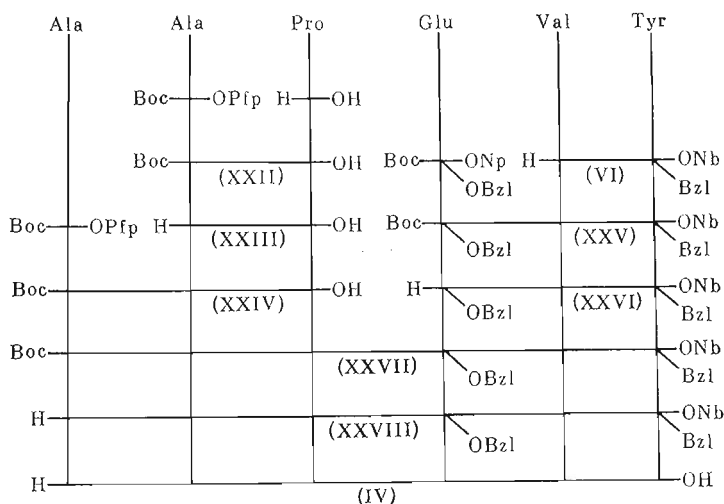 Ala Ala Pro Glu Val Tyr
Boc OPfp H OH
Boc (XXII) OH Boc ONp OBzl H (VI) ONb Bzl
Boc OPfp H (XXIII) OH Boc OBzl (XXV) ONb Bzl
Boc (XXIV) OH H OBzl (XXVI) ONb Bzl
Boc (XXVII) OBzl ONb Bzl
H (XXVIII) OBzl ONb Bzl
H (IV) OH